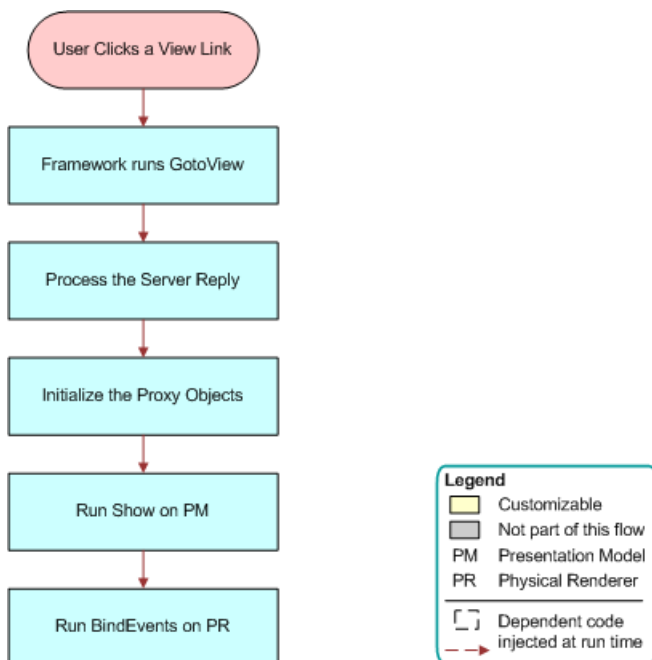 User Clicks a View Link
Framework runs GotoView
Process the Server Reply
Initialize the Proxy Objects
Run Show on PM
Run BindEvents on PR
Legend
Customizable
Not part of this flow
PM Presentation Model
PR Physical Renderer
Dependent code
injected at run time